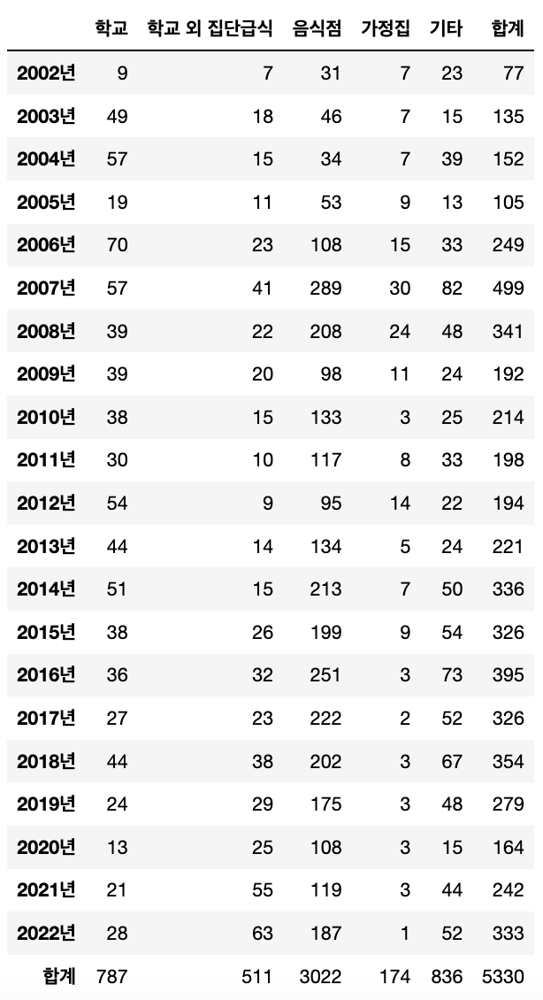 학교 학교 외 집단급식 음식점 가정집 기타 합계
2002년 9 7 31 7 23 77
2003년 49 18 46 7 15 135
2004년 57 15 34 7 39 152
2005년 19 11 53 9 13 105
2006년 70 23 108 15 33 249
2007년 57 41 289 30 82 499
2008년 39 22 208 24 48 341
2009년 39 20 98 11 24 192
2010년 38 15 133 3 25 214
2011년 30 10 117 8 33 198
2012년 54 9 95 14 22 194
2013년 44 14 134 5 24 221
2014년 51 15 213 7 50 336
2015년 38 26 199 9 54 326
2016년 36 32 251 3 73 395
2017년 27 23 222 2 52 326
2018년 44 38 202 3 67 354
2019년 24 29 175 3 48 279
2020년 13 25 108 3 15 164
2021년 21 55 119 3 44 242
2022년 28 63 187 1 52 333
합계 787 511 3022 174 836 5330